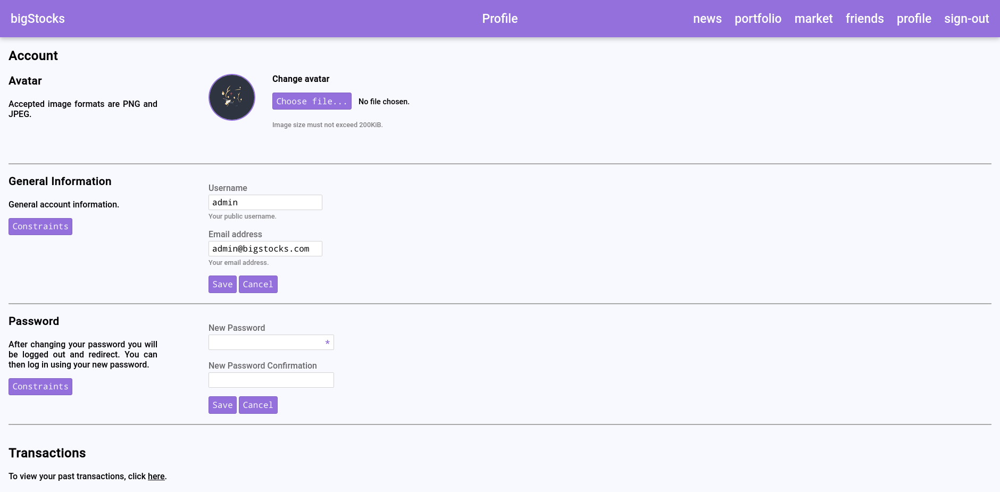 bigStocks
Profile
news portfolio market friends profile sign-out
Account
Avatar
Accepted image formats are PNG and
JPEG.
Change avatar
Choose file... No file chosen.
Image size must not exceed 200KiB.
General Information
General account information.
Constraints
Username
admin
Your public username.
Email address
admin@bigstocks.com
Your email address.
Save Cancel
Password
After changing your password you will
be logged out and redirect. You can
then log in using your new password.
Constraints
New Password
*
New Password Confirmation
Save Cancel
Transactions
To view your past transactions, click here.